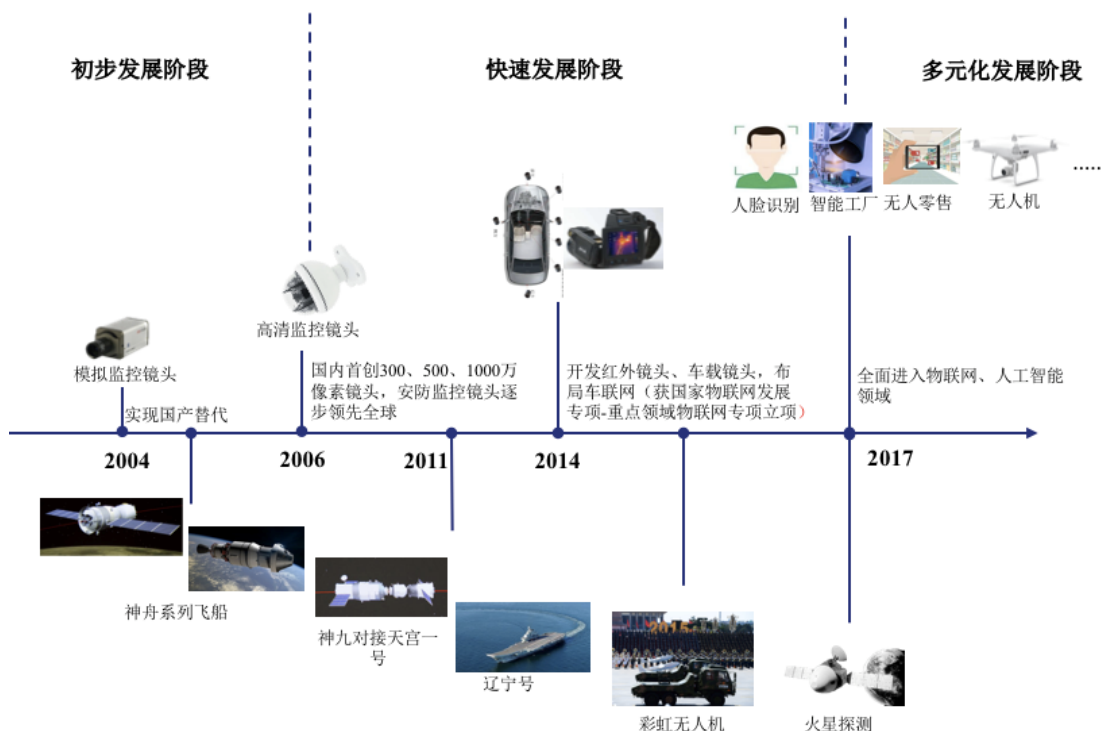 初步发展阶段
快速发展阶段
多元化发展阶段
人脸识别
智能工厂
无人零售
无人机
.....
高清监控镜头
模拟监控镜头
国内首创300、500、1000万
像素镜头，安防监控镜头逐
步领先全球
开发红外镜头、车载镜头，布
局车联网（获国家物联网发展
专项-重点领域物联网专项立项）
全面进入物联网、人工智能
领域
实现国产替代
2004
2006
2011
2014
2017
神舟系列飞船
神九对接天宫一
号
辽宁号
2015
彩虹无人机
火星探测